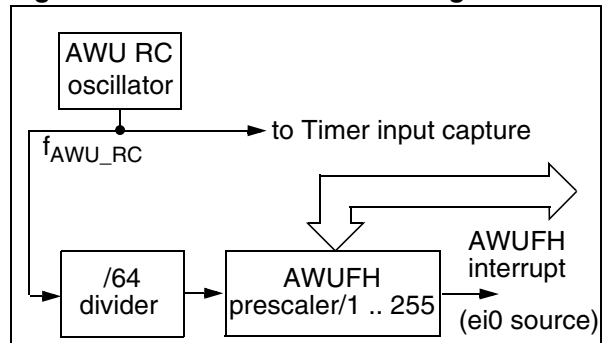 AWU RC
oscillator
to Timer input capture
fAWU_RC
AWUFH
interrupt
/64
divider
AWUFH
prescaler/1 .. 255
(ei0 source)